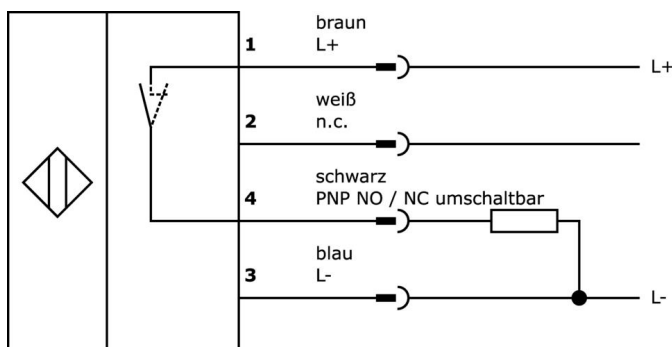 braun
1 L+
L+
weiß
2 n.c.
schwarz
4 PNP NO / NC umschaltbar
blau
3 L-
L-